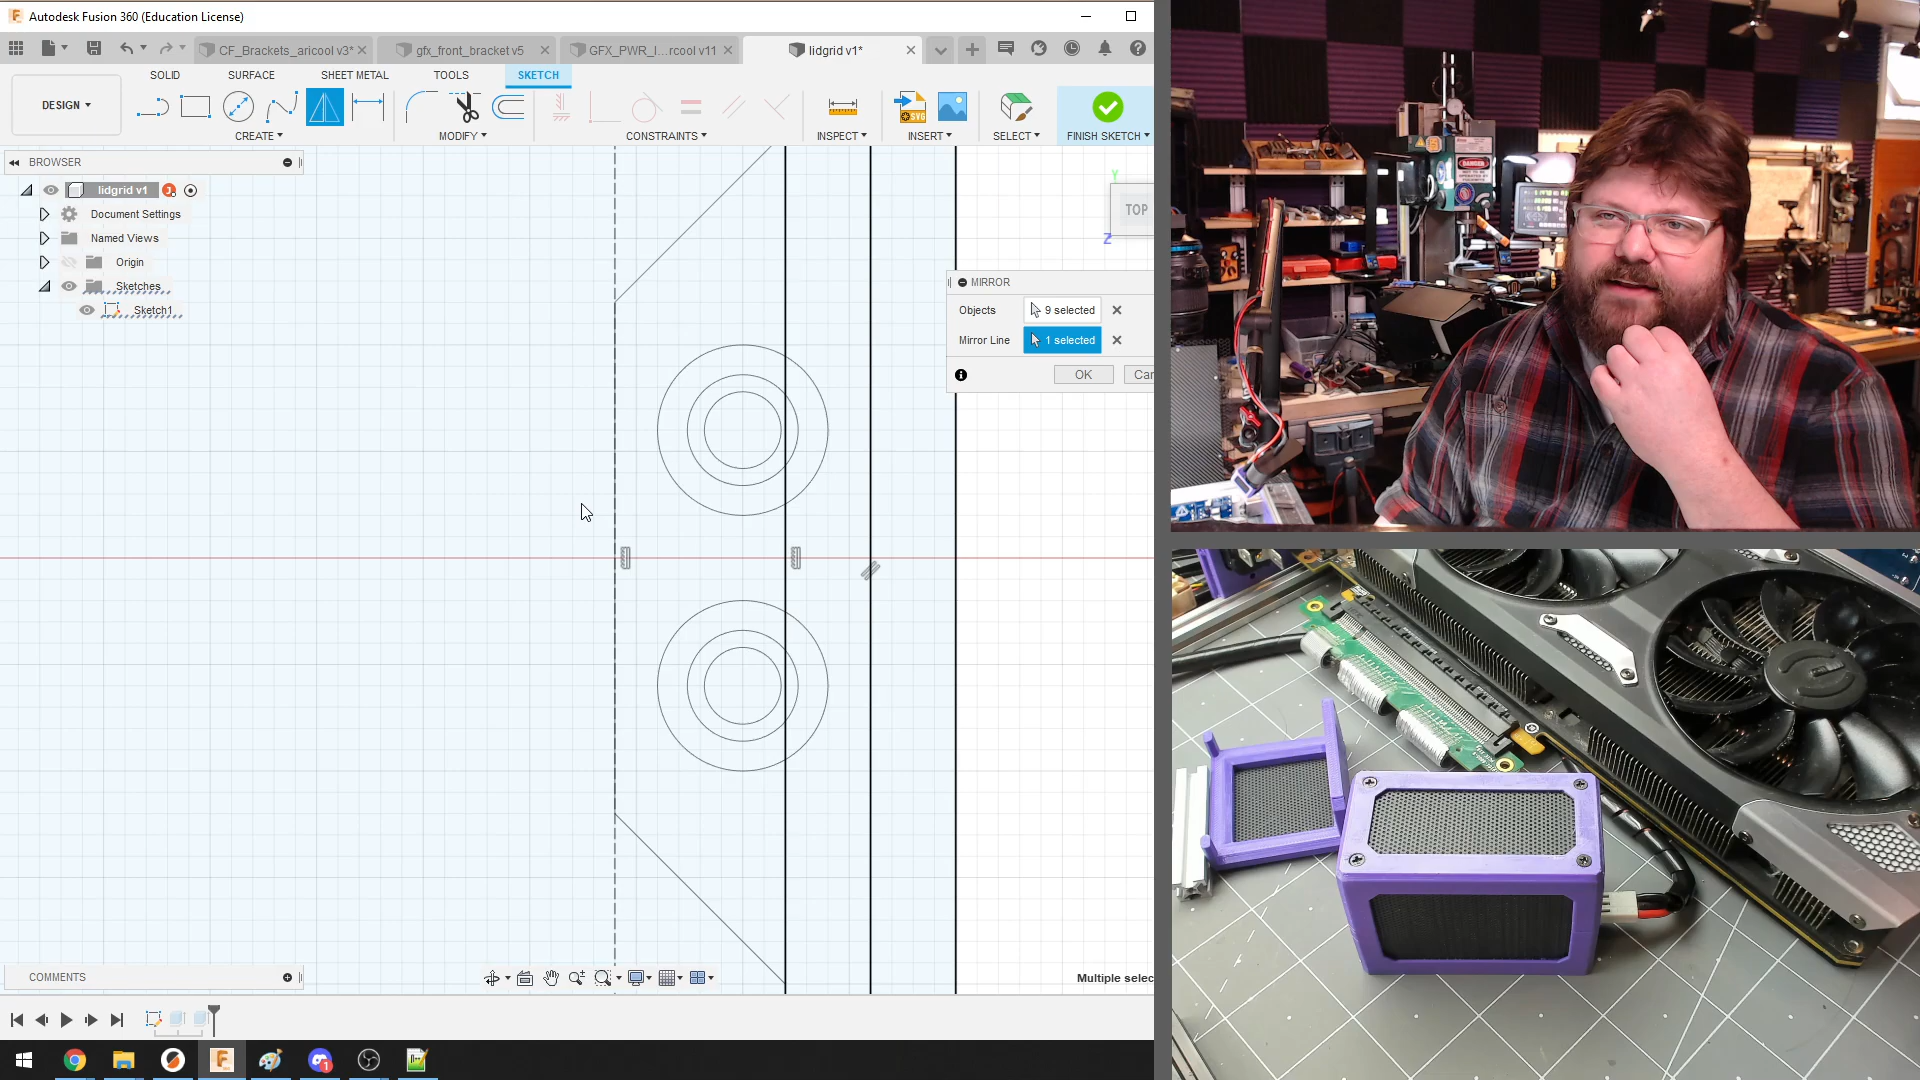 Autodesk Fusion 360 (Education License)
CF_Brackets_aricool v3*
gfx_front_bracket v5
GFX_PWR_I...rcool v11
lidgrid v1*
SOLID
SURFACE
SHEET METAL
TOOLS
SKETCH
DESIGN
CREATE
MODIFY
CONSTRAINTS
INSPECT
INSERT
SELECT
FINISH SKETCH
BROWSER
lidgrid v1
Document Settings
Named Views
Origin
Sketches
Sketch1
Y
TOP
Z
MIRROR
Objects
9 selected
Mirror Line
1 selected
OK
Can
COMMENTS
Multiple selec
DANGER